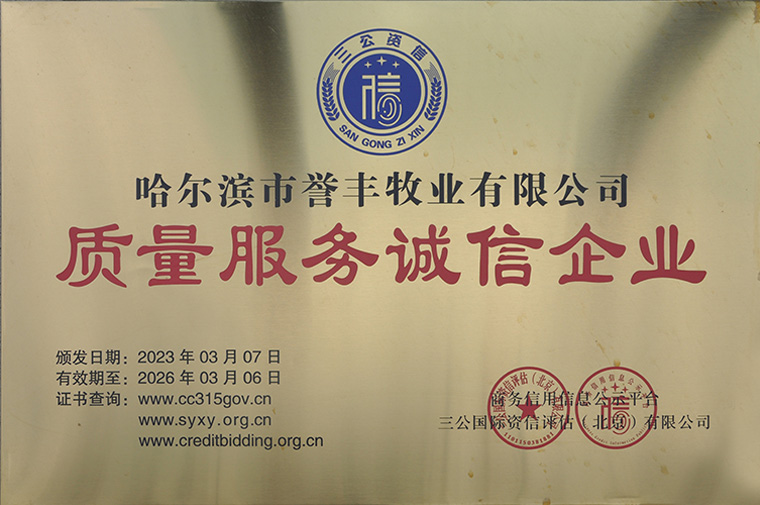 三公资信
信
SAN GONG ZI XIN
哈尔滨市誉丰牧业有限公司
质量服务诚信企业
颁发日期：2023 年 03 月 07 日
有效期至：2026 年 03 月 06 日
证书查询：www.cc315gov.cn
www.syxy.org.cn
www.creditbidding.org.cn
商务信用信息公示平台
三公国际资信评估（北京）有限公司